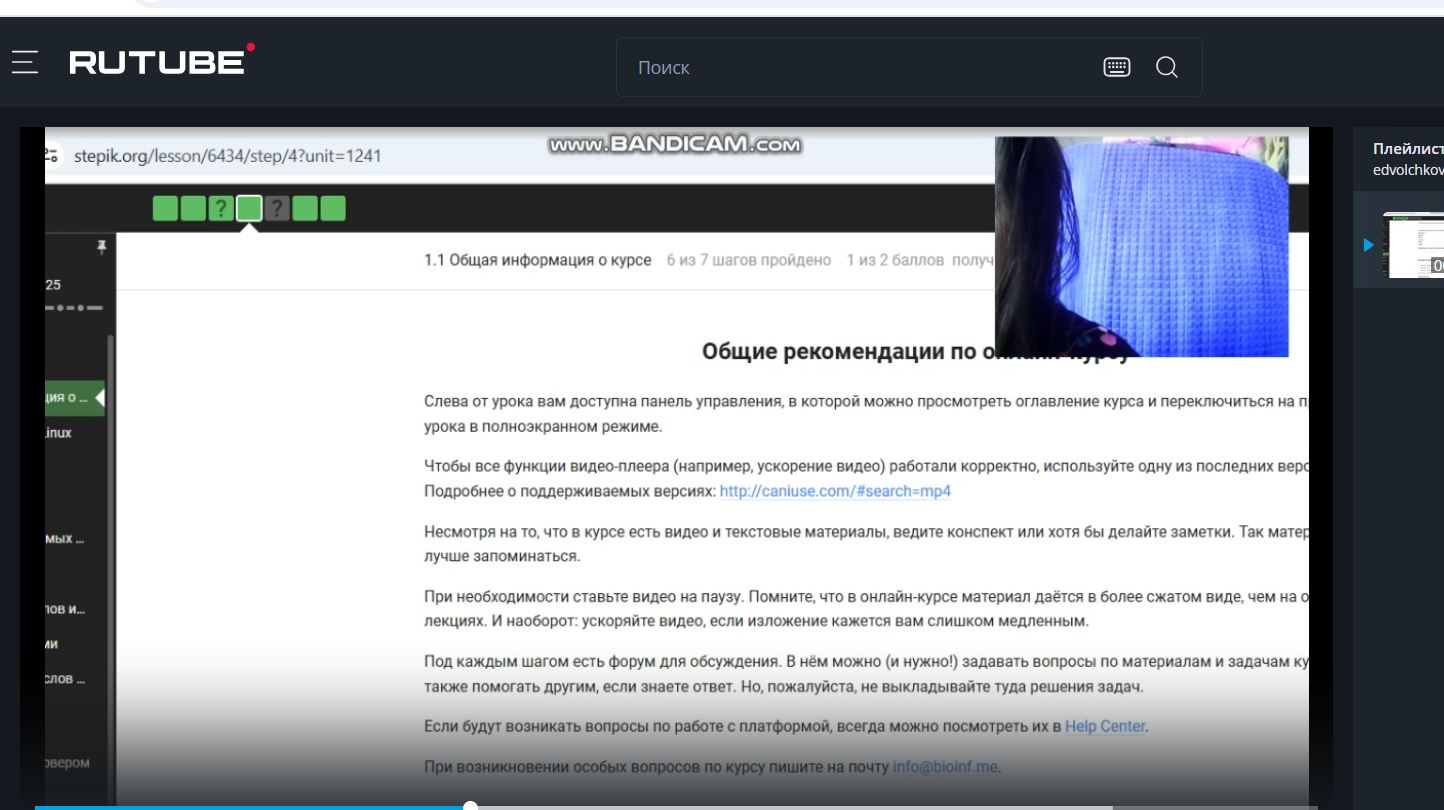 RUTUBE
Поиск
Плейлист
edvolchkov
stepik.org/lesson/6434/step/4?unit=1241
www.BANDICAM.com
? ?
25
1.1 Общая информация о курсе 6 из 7 шагов пройдено 1 из 2 баллов получ
Общие рекомендации по онлайн-курсу
ция о ...
inux
мых ...
лов и...
ми
слов ...
рвером
Слева от урока вам доступна панель управления, в которой можно просмотреть оглавление курса и переключиться на п
урока в полноэкранном режиме.
Чтобы все функции видео-плеера (например, ускорение видео) работали корректно, используйте одну из последних верс
Подробнее о поддерживаемых версиях: http://caniuse.com/#search=mp4
Несмотря на то, что в курсе есть видео и текстовые материалы, ведите конспект или хотя бы делайте заметки. Так матер
лучше запоминаться.
При необходимости ставьте видео на паузу. Помните, что в онлайн-курсе материал даётся в более сжатом виде, чем на о
лекциях. И наоборот: ускоряйте видео, если изложение кажется вам слишком медленным.
Под каждым шагом есть форум для обсуждения. В нём можно (и нужно!) задавать вопросы по материалам и задачам ку
также помогать другим, если знаете ответ. Но, пожалуйста, не выкладывайте туда решения задач.
Если будут возникать вопросы по работе с платформой, всегда можно посмотреть их в Help Center.
При возникновении особых вопросов по курсу пишите на почту info@bioinf.me.